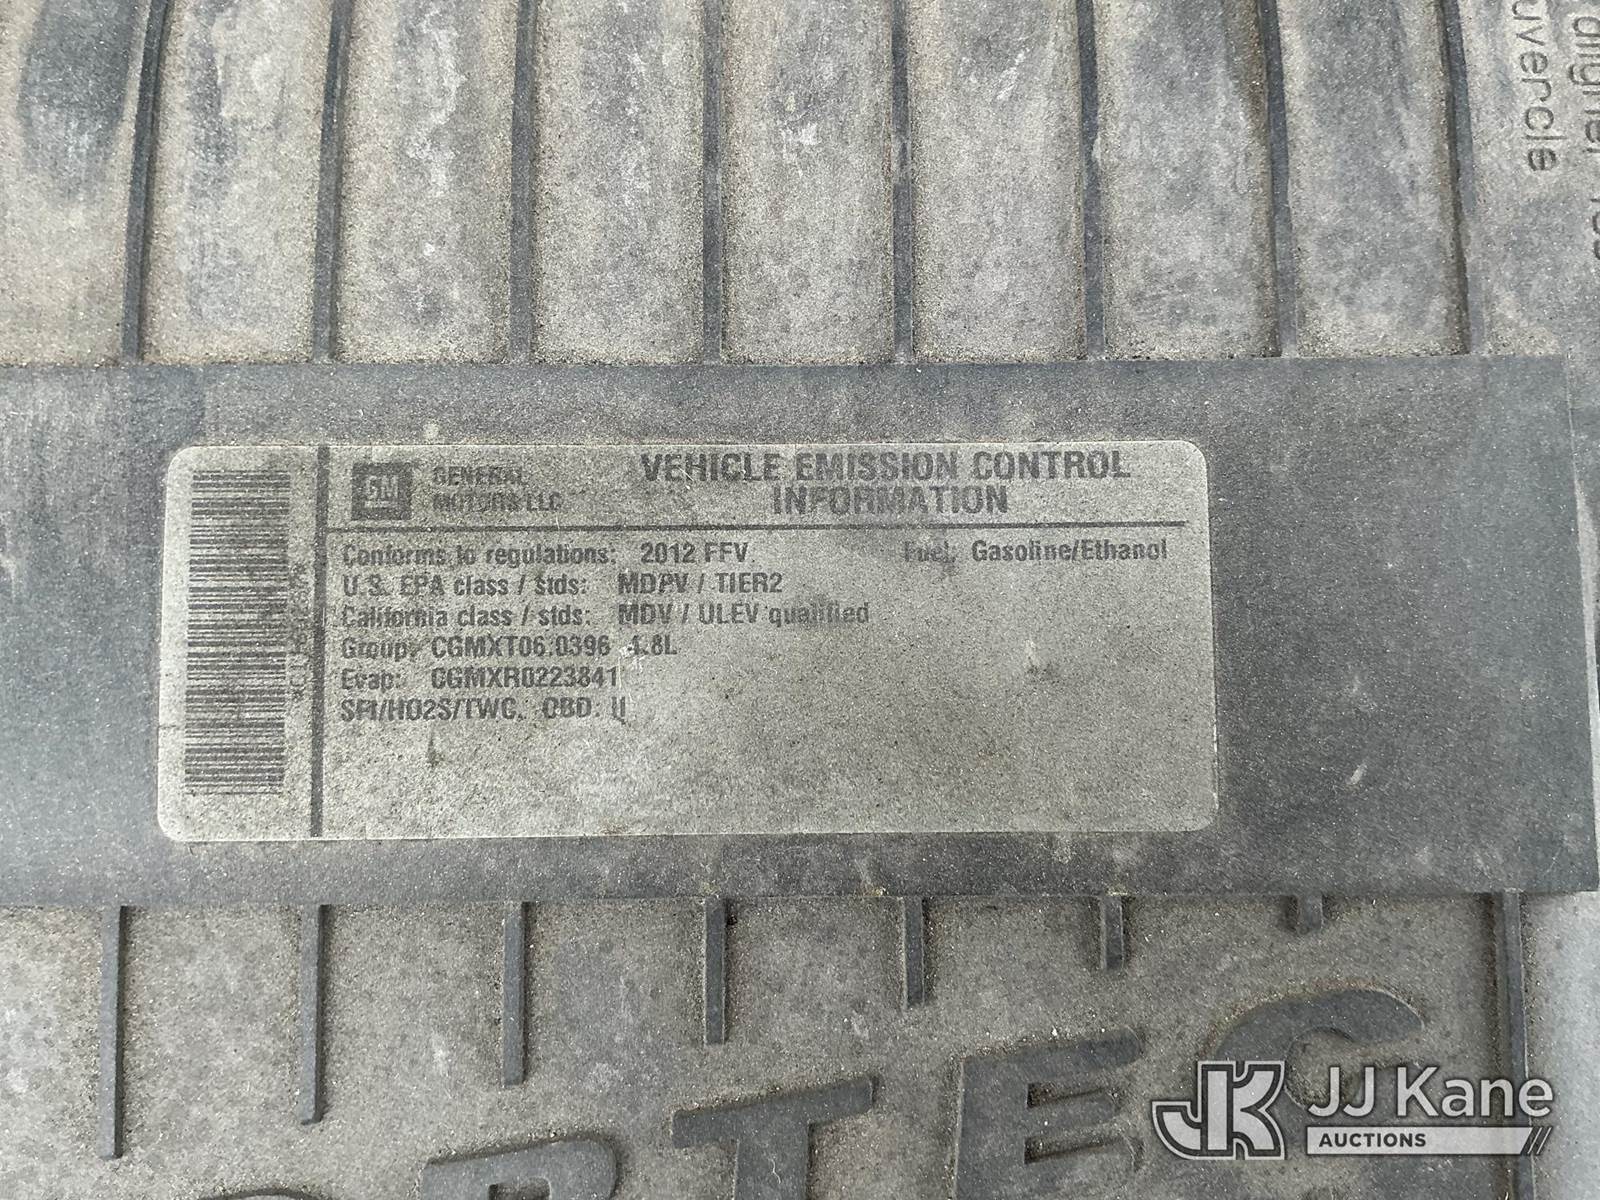 uvercle
GM GENERAL MOTORS LLC
VEHICLE EMISSION CONTROL
INFORMATION
Conforms to regulations: 2012 FFV Fuel: Gasoline/Ethanol
U.S. EPA class / stds: MDPV / TIER2
California class / stds: MDV / ULEV qualified
Group: CGMXT06.0396 4.8L
Evap: CGMXR0223841
SFI/HO2S/TWC, OBD II
RTEC
JK JJ Kane
AUCTIONS